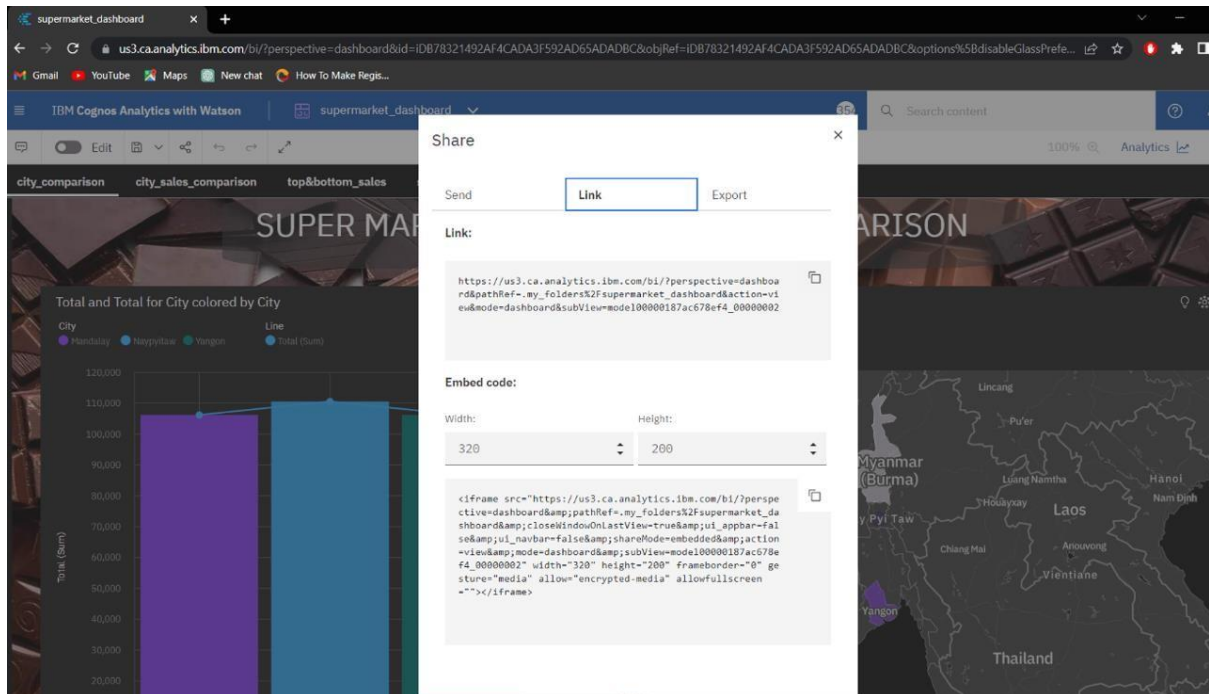 supermarket_dashboard
us3.ca.analytics.ibm.com/bi/?perspective=dashboard&id=iDB78321492AF4CADA3F592AD65ADADBC&objRef=iDB78321492AF4CADA3F592AD65ADADBC&options%5BdisableGlassPrefe...
Gmail YouTube Maps New chat How To Make Regis...
IBM Cognos Analytics with Watson supermarket_dashboard Search content
Edit 100% Analytics
city_comparison city_sales_comparison top&bottom_sales
SUPER MAR
ARISON
Share
Send Link Export
Link:
https://us3.ca.analytics.ibm.com/bi/?perspective=dashboa
rd&pathRef=.my_folders%2Fsupermarket_dashboard&action=vi
ew&mode=dashboard&subView=model00000187ac678ef4_00000002
Embed code:
Width: Height:
320 200
<iframe src="https://us3.ca.analytics.ibm.com/bi/?perspe
ctive=dashboard&amp;pathRef=.my_folders%2Fsupermarket_da
shboard&amp;closeWindowOnLastView=true&amp;ui_appbar=fal
se&amp;ui_navbar=false&amp;shareMode=embedded&amp;action
=view&amp;mode=dashboard&amp;subView=model00000187ac678e
f4_00000002" width="320" height="200" frameborder="0" ge
sture="media" allow="encrypted-media" allowfullscreen
=""></iframe>
Total and Total for City colored by City
City Line
Mandalay Naypyitaw Yangon Total (Sum)
120,000
110,000
100,000
90,000
80,000
70,000
60,000
50,000
40,000
30,000
20,000
Total (Sum)
Lincang
Pu'er
Myanmar
(Burma)
Luang Namtha
Hanoi
Houayxay
Nam Định
Laos
y Pyi Taw
Chiang Mai
Vientiane
Yangon
Thailand